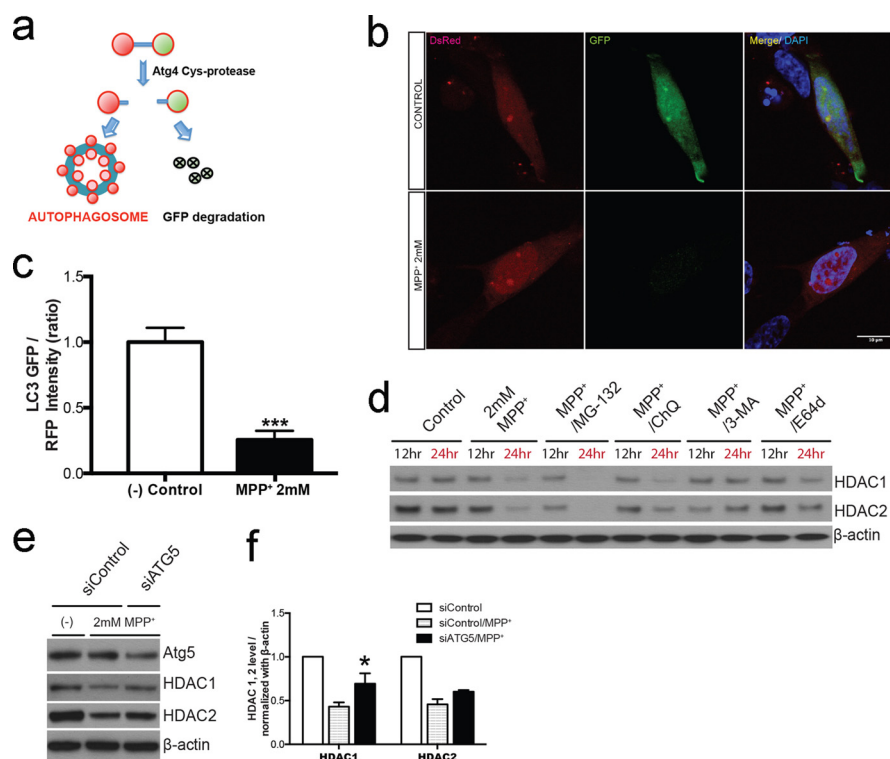 a
Atg4 Cys-protease
AUTOPHAGOSOME GFP degradation
b
DsRed GFP Merge/ DAPI
CONTROL
MPP⁺ 2mM
10 μm
c
LC3 GFP /
RFP Intensity (ratio)
1.5
1.0
0.5
0.0
***
(-) Control MPP⁺ 2mM
d
Control
2mM
MPP⁺
MPP⁺
/MG-132
MPP⁺
/ChQ
MPP⁺
/3-MA
MPP⁺
/E64d
12hr 24hr 12hr 24hr 12hr 24hr 12hr 24hr 12hr 24hr 12hr 24hr
HDAC1
HDAC2
β-actin
e
siControl siATG5
(-) 2mM MPP⁺
Atg5
HDAC1
HDAC2
β-actin
f
HDAC 1, 2 level /
normalized with β-actin
1.5
1.0
0.5
0.0
siControl
siControl/MPP⁺
siATG5/MPP⁺
*
HDAC1 HDAC2